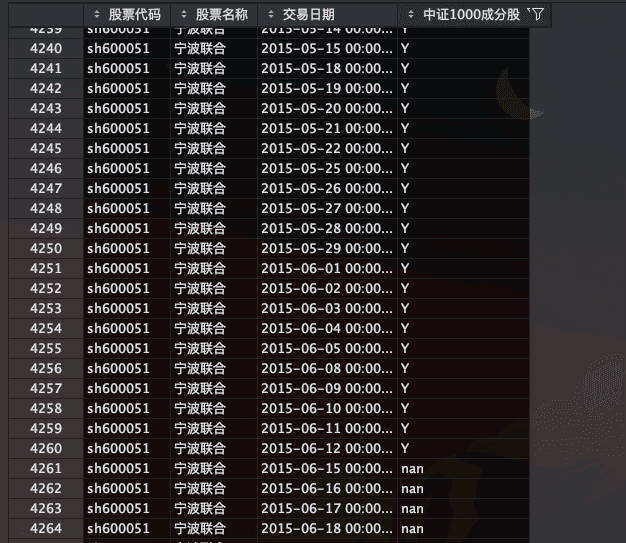 股票代码 股票名称 交易日期 中证1000成分股
4239 sh600051 宁波联合 2015-05-14 00:00... Y
4240 sh600051 宁波联合 2015-05-15 00:00... Y
4241 sh600051 宁波联合 2015-05-18 00:00... Y
4242 sh600051 宁波联合 2015-05-19 00:00... Y
4243 sh600051 宁波联合 2015-05-20 00:00... Y
4244 sh600051 宁波联合 2015-05-21 00:00... Y
4245 sh600051 宁波联合 2015-05-22 00:00... Y
4246 sh600051 宁波联合 2015-05-25 00:00... Y
4247 sh600051 宁波联合 2015-05-26 00:00... Y
4248 sh600051 宁波联合 2015-05-27 00:00... Y
4249 sh600051 宁波联合 2015-05-28 00:00... Y
4250 sh600051 宁波联合 2015-05-29 00:00... Y
4251 sh600051 宁波联合 2015-06-01 00:00... Y
4252 sh600051 宁波联合 2015-06-02 00:00... Y
4253 sh600051 宁波联合 2015-06-03 00:00... Y
4254 sh600051 宁波联合 2015-06-04 00:00... Y
4255 sh600051 宁波联合 2015-06-05 00:00... Y
4256 sh600051 宁波联合 2015-06-08 00:00... Y
4257 sh600051 宁波联合 2015-06-09 00:00... Y
4258 sh600051 宁波联合 2015-06-10 00:00... Y
4259 sh600051 宁波联合 2015-06-11 00:00... Y
4260 sh600051 宁波联合 2015-06-12 00:00... Y
4261 sh600051 宁波联合 2015-06-15 00:00... nan
4262 sh600051 宁波联合 2015-06-16 00:00... nan
4263 sh600051 宁波联合 2015-06-17 00:00... nan
4264 sh600051 宁波联合 2015-06-18 00:00... nan